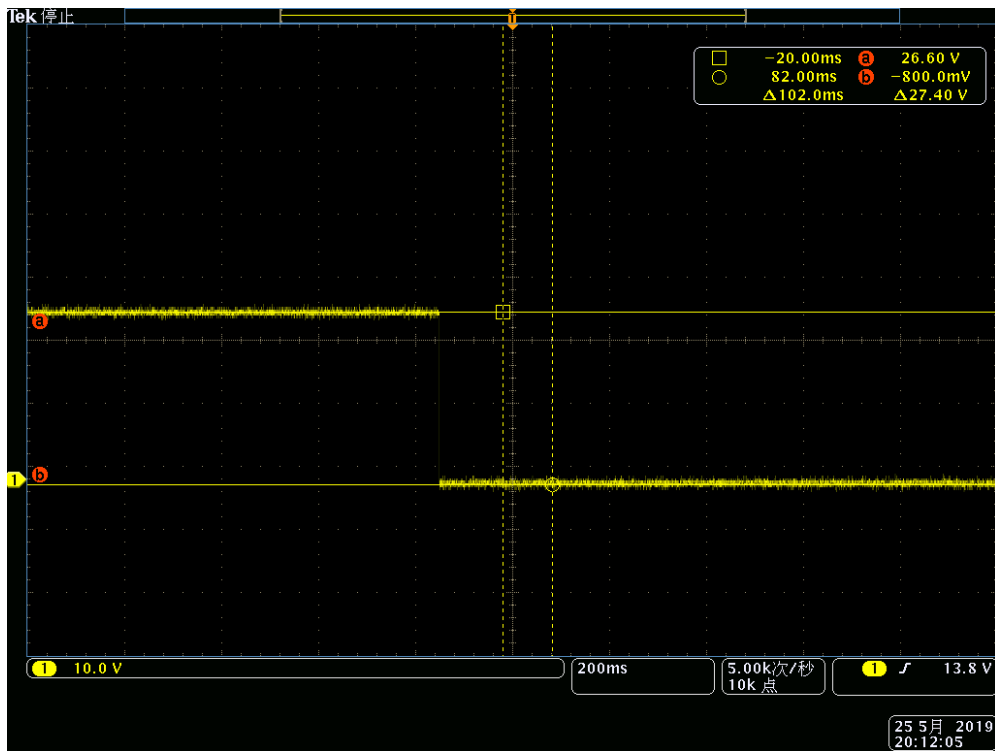 Tek 停止
-20.00ms a 26.60 V
82.00ms b -800.0mV
Δ102.0ms Δ27.40 V
a
b
1
1 10.0 V
200ms
5.00k次/秒
10k 点
1 13.8 V
25 5月 2019
20:12:05